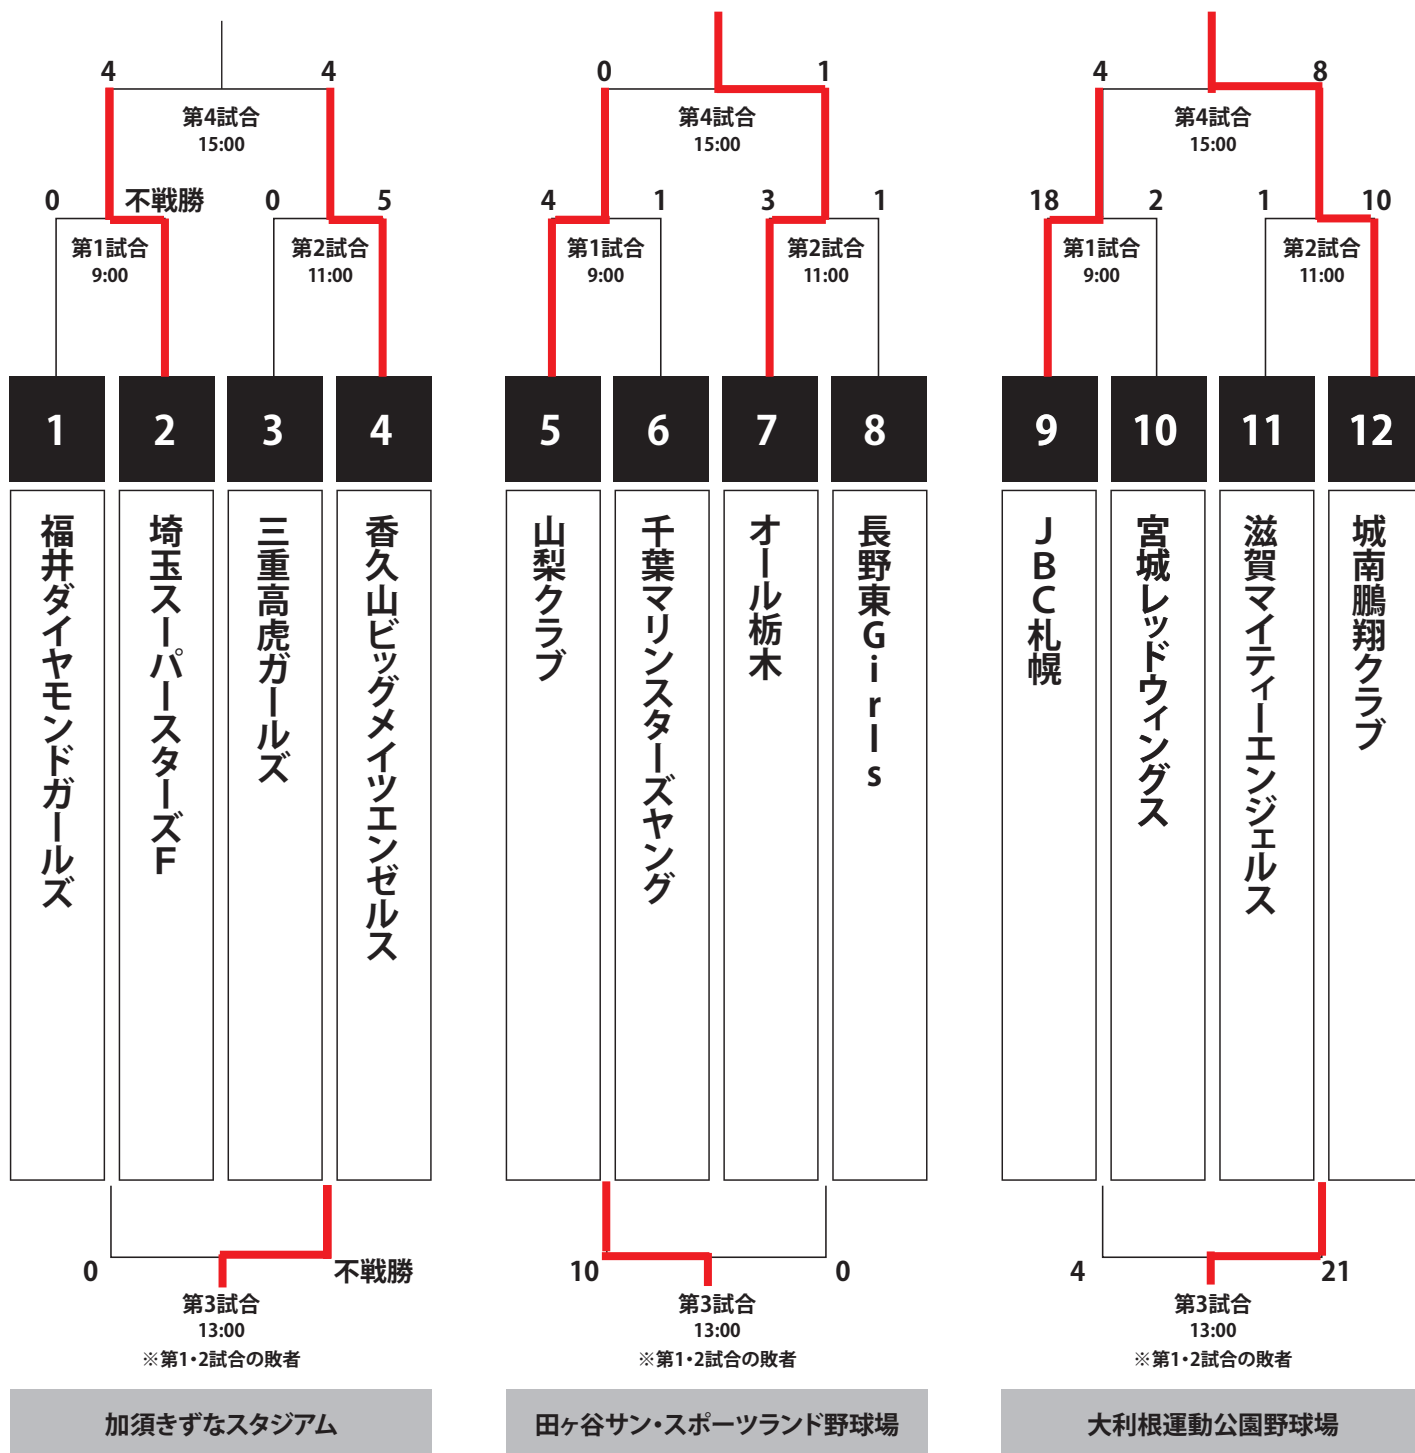 4 4
第4試合
15:00
0 不戦勝 0 5
第1試合
9:00
第2試合
11:00
1 2 3 4
福井ダイヤモンドガールズ
埼玉スーパースターズF
三重高虎ガールズ
香久山ビッグメイツエンゼルス
0 不戦勝
第3試合
13:00
※第1・2試合の敗者
加須きずなスタジアム
0 1
第4試合
15:00
4 1 3 1
第1試合
9:00
第2試合
11:00
5 6 7 8
山梨クラブ
千葉マリンスターズヤング
オール栃木
長野東Girls
10 0
第3試合
13:00
※第1・2試合の敗者
田ヶ谷サン・スポーツランド野球場
4 8
第4試合
15:00
18 2 1 10
第1試合
9:00
第2試合
11:00
9 10 11 12
JBC札幌
宮城レッドウィングス
滋賀マイティーエンジェルス
城南鵬翔クラブ
4 21
第3試合
13:00
※第1・2試合の敗者
大利根運動公園野球場